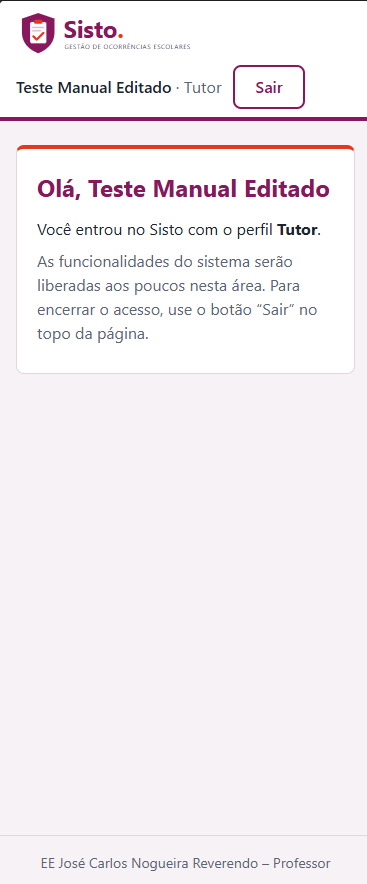 Sisto.
GESTÃO DE OCORRÊNCIAS ESCOLARES
Teste Manual Editado · Tutor
Sair
Olá, Teste Manual Editado
Você entrou no Sisto com o perfil Tutor.
As funcionalidades do sistema serão
liberadas aos poucos nesta área. Para
encerrar o acesso, use o botão “Sair” no
topo da página.
EE José Carlos Nogueira Reverendo – Professor